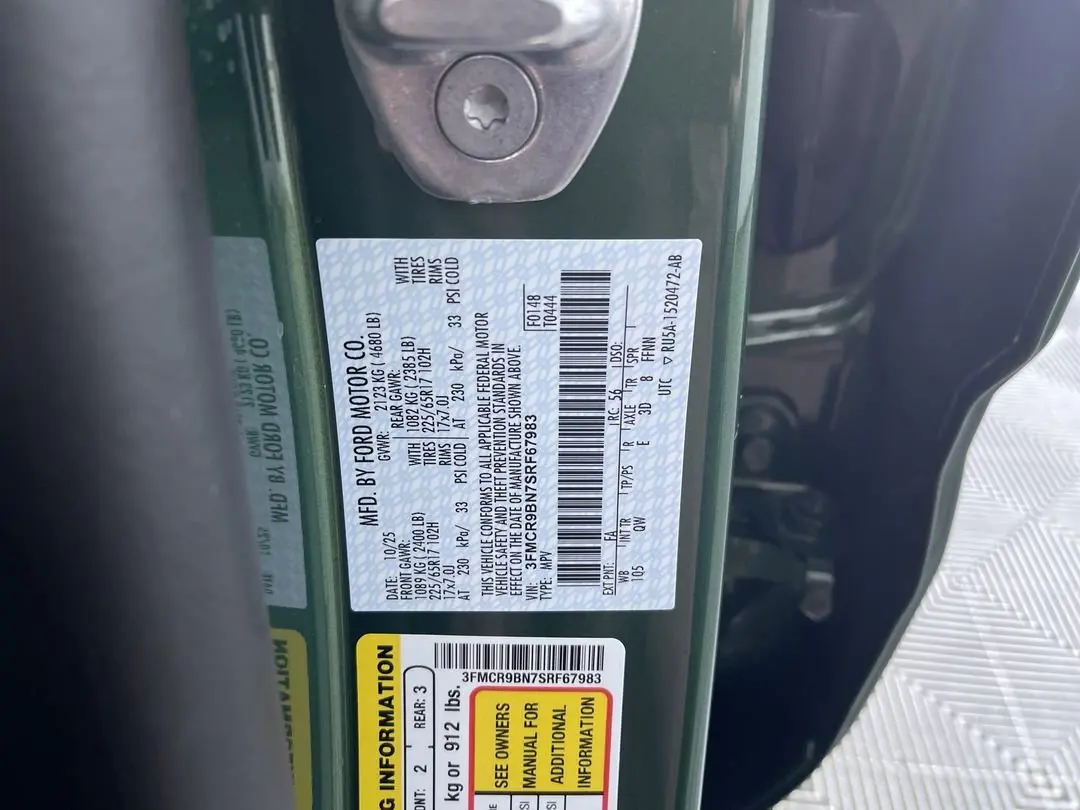 MFD. BY FORD MOTOR CO.
DATE: 10/25 GVWR: 2123 KG ( 4680 LB)
FRONT GAWR: REAR GAWR:
1089 KG ( 2400 LB) WITH 1082 KG ( 2385 LB) WITH
225/65R17 102H TIRES 225/65R17 102H TIRES
17x7.0J RIMS 17x7.0J RIMS
AT 230 kPa/ 33 PSI COLD AT 230 kPa/ 33 PSI COLD
THIS VEHICLE CONFORMS TO ALL APPLICABLE FEDERAL MOTOR
VEHICLE SAFETY AND THEFT PREVENTION STANDARDS IN
EFFECT ON THE DATE OF MANUFACTURE SHOWN ABOVE.
VIN: 3FMCR9BN7SRF67983
TYPE: MPV
F0148
T0444
EXT PNT: FA RC: 56 DSO:
WB INT TR TP/PS R AXLE TR SPR
105 QW E 3D 8 FFNN
UTC ▽ RU5A-1520472-AB
G INFORMATION
ONT: 2 REAR: 3
kg or 912 lbs.
3FMCR9BN7SRF67983
SEE OWNERS
MANUAL FOR
ADDITIONAL
INFORMATION